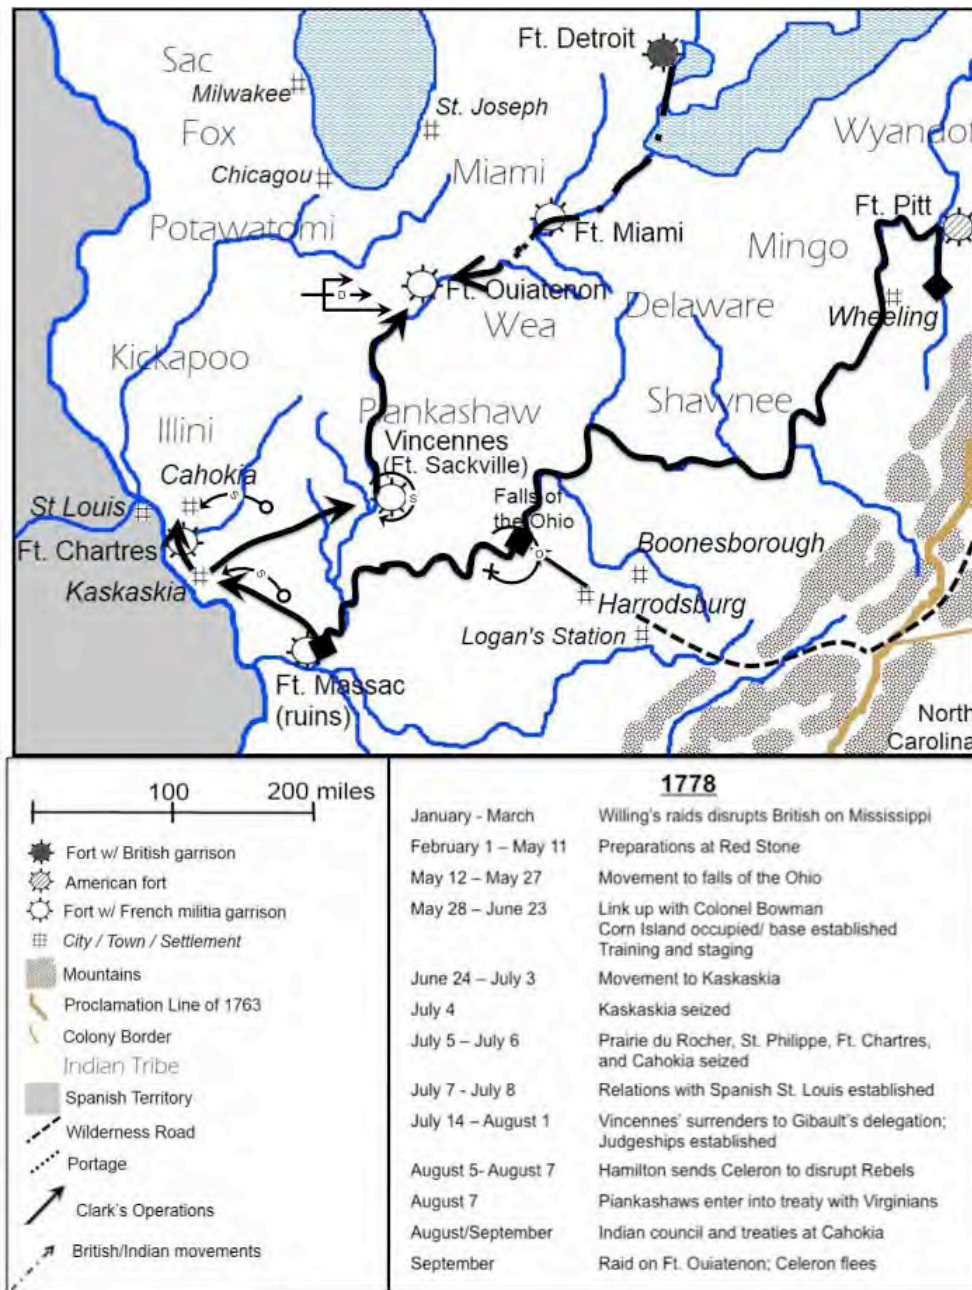 Ft. Detroit
Sac
Milwakee
St. Joseph
Fox
Wyandot
Chicagou
Miami
Ft. Pitt
Potawatomi
Ft. Miami
Mingo
Ft. Ouiatenon
D
Delaware
Wheeling
Wea
Kickapoo
Piankashaw
Shawnee
Illini
Vincennes
(Ft. Sackville)
Cahokia
S
S
Falls of
the Ohio
St Louis
Ft. Chartres
Boonesborough
Kaskaskia
S
Harrodsburg
Logan's Station
Ft. Massac
(ruins)
North
Carolina
100 200 miles
Fort w/ British garrison
American fort
Fort w/ French militia garrison
City / Town / Settlement
Mountains
Proclamation Line of 1763
Colony Border
Indian Tribe
Spanish Territory
Wilderness Road
Portage
Clark's Operations
British/Indian movements
1778
January - March Willing's raids disrupts British on Mississippi
February 1 – May 11 Preparations at Red Stone
May 12 – May 27 Movement to falls of the Ohio
May 28 – June 23 Link up with Colonel Bowman
Corn Island occupied/ base established
Training and staging
June 24 – July 3 Movement to Kaskaskia
July 4 Kaskaskia seized
July 5 – July 6 Prairie du Rocher, St. Philippe, Ft. Chartres,
and Cahokia seized
July 7 - July 8 Relations with Spanish St. Louis established
July 14 – August 1 Vincennes' surrenders to Gibault's delegation;
Judgeships established
August 5- August 7 Hamilton sends Celeron to disrupt Rebels
August 7 Piankashaws enter into treaty with Virginians
August/September Indian council and treaties at Cahokia
September Raid on Ft. Ouiatenon; Celeron flees